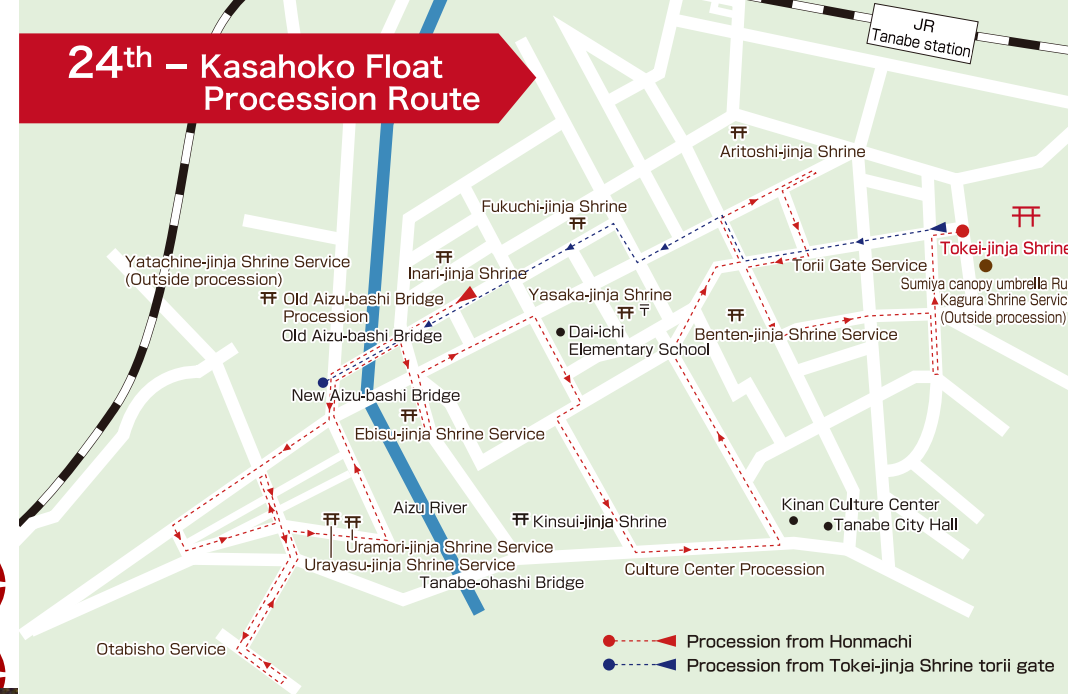 JR
Tanabe station
24th – Kasahoko Float
Procession Route
Aritoshi-jinja Shrine
Fukuchi-jinja Shrine
Tokei-jinja Shrine
Yatachine-jinja Shrine Service
(Outside procession)
Inari-jinja Shrine
Torii Gate Service
Sumiya canopy umbrella Ru
Kagura Shrine Servic
(Outside procession)
Old Aizu-bashi Bridge
Procession
Yasaka-jinja Shrine
Old Aizu-bashi Bridge
Dai-ichi
Elementary School
Benten-jinja Shrine Service
New Aizu-bashi Bridge
Ebisu-jinja Shrine Service
Aizu River
Kinsui-jinja Shrine
Kinan Culture Center
Tanabe City Hall
Uramori-jinja Shrine Service
Urayasu-jinja Shrine Service
Tanabe-ohashi Bridge
Culture Center Procession
Otabisho Service
Procession from Honmachi
Procession from Tokei-jinja Shrine torii gate